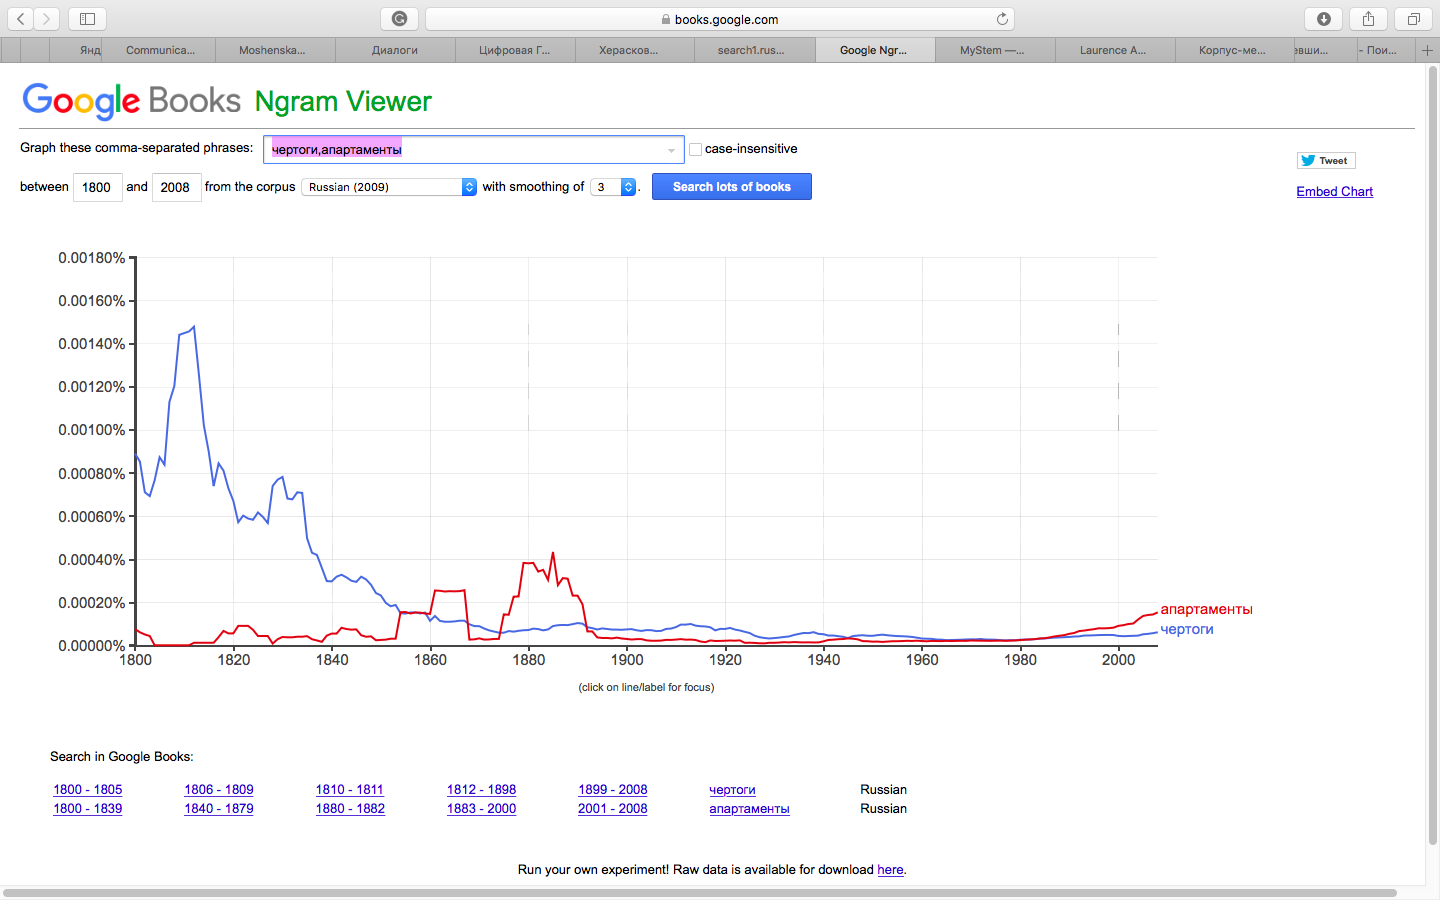 books.google.com
Янд
Communica...
Moshenska...
Диалоги
Цифровая Г...
Херасков...
search1.rus...
Google Ngr...
MyStem —...
Laurence A...
Корпус-ме...
евши...
- Пои...
Google Books Ngram Viewer
Graph these comma-separated phrases: чертоги,апартаменты case-insensitive
Tweet
between 1800 and 2008 from the corpus Russian (2009) with smoothing of 3 . Search lots of books
Embed Chart
0.00180%
0.00160%
0.00140%
0.00120%
0.00100%
0.00080%
0.00060%
0.00040%
0.00020%
0.00000%
апартаменты
чертоги
1800 1820 1840 1860 1880 1900 1920 1940 1960 1980 2000
(click on line/label for focus)
Search in Google Books:
1800 - 1805 1806 - 1809 1810 - 1811 1812 - 1898 1899 - 2008 чертоги Russian
1800 - 1839 1840 - 1879 1880 - 1882 1883 - 2000 2001 - 2008 апартаменты Russian
Run your own experiment! Raw data is available for download here.